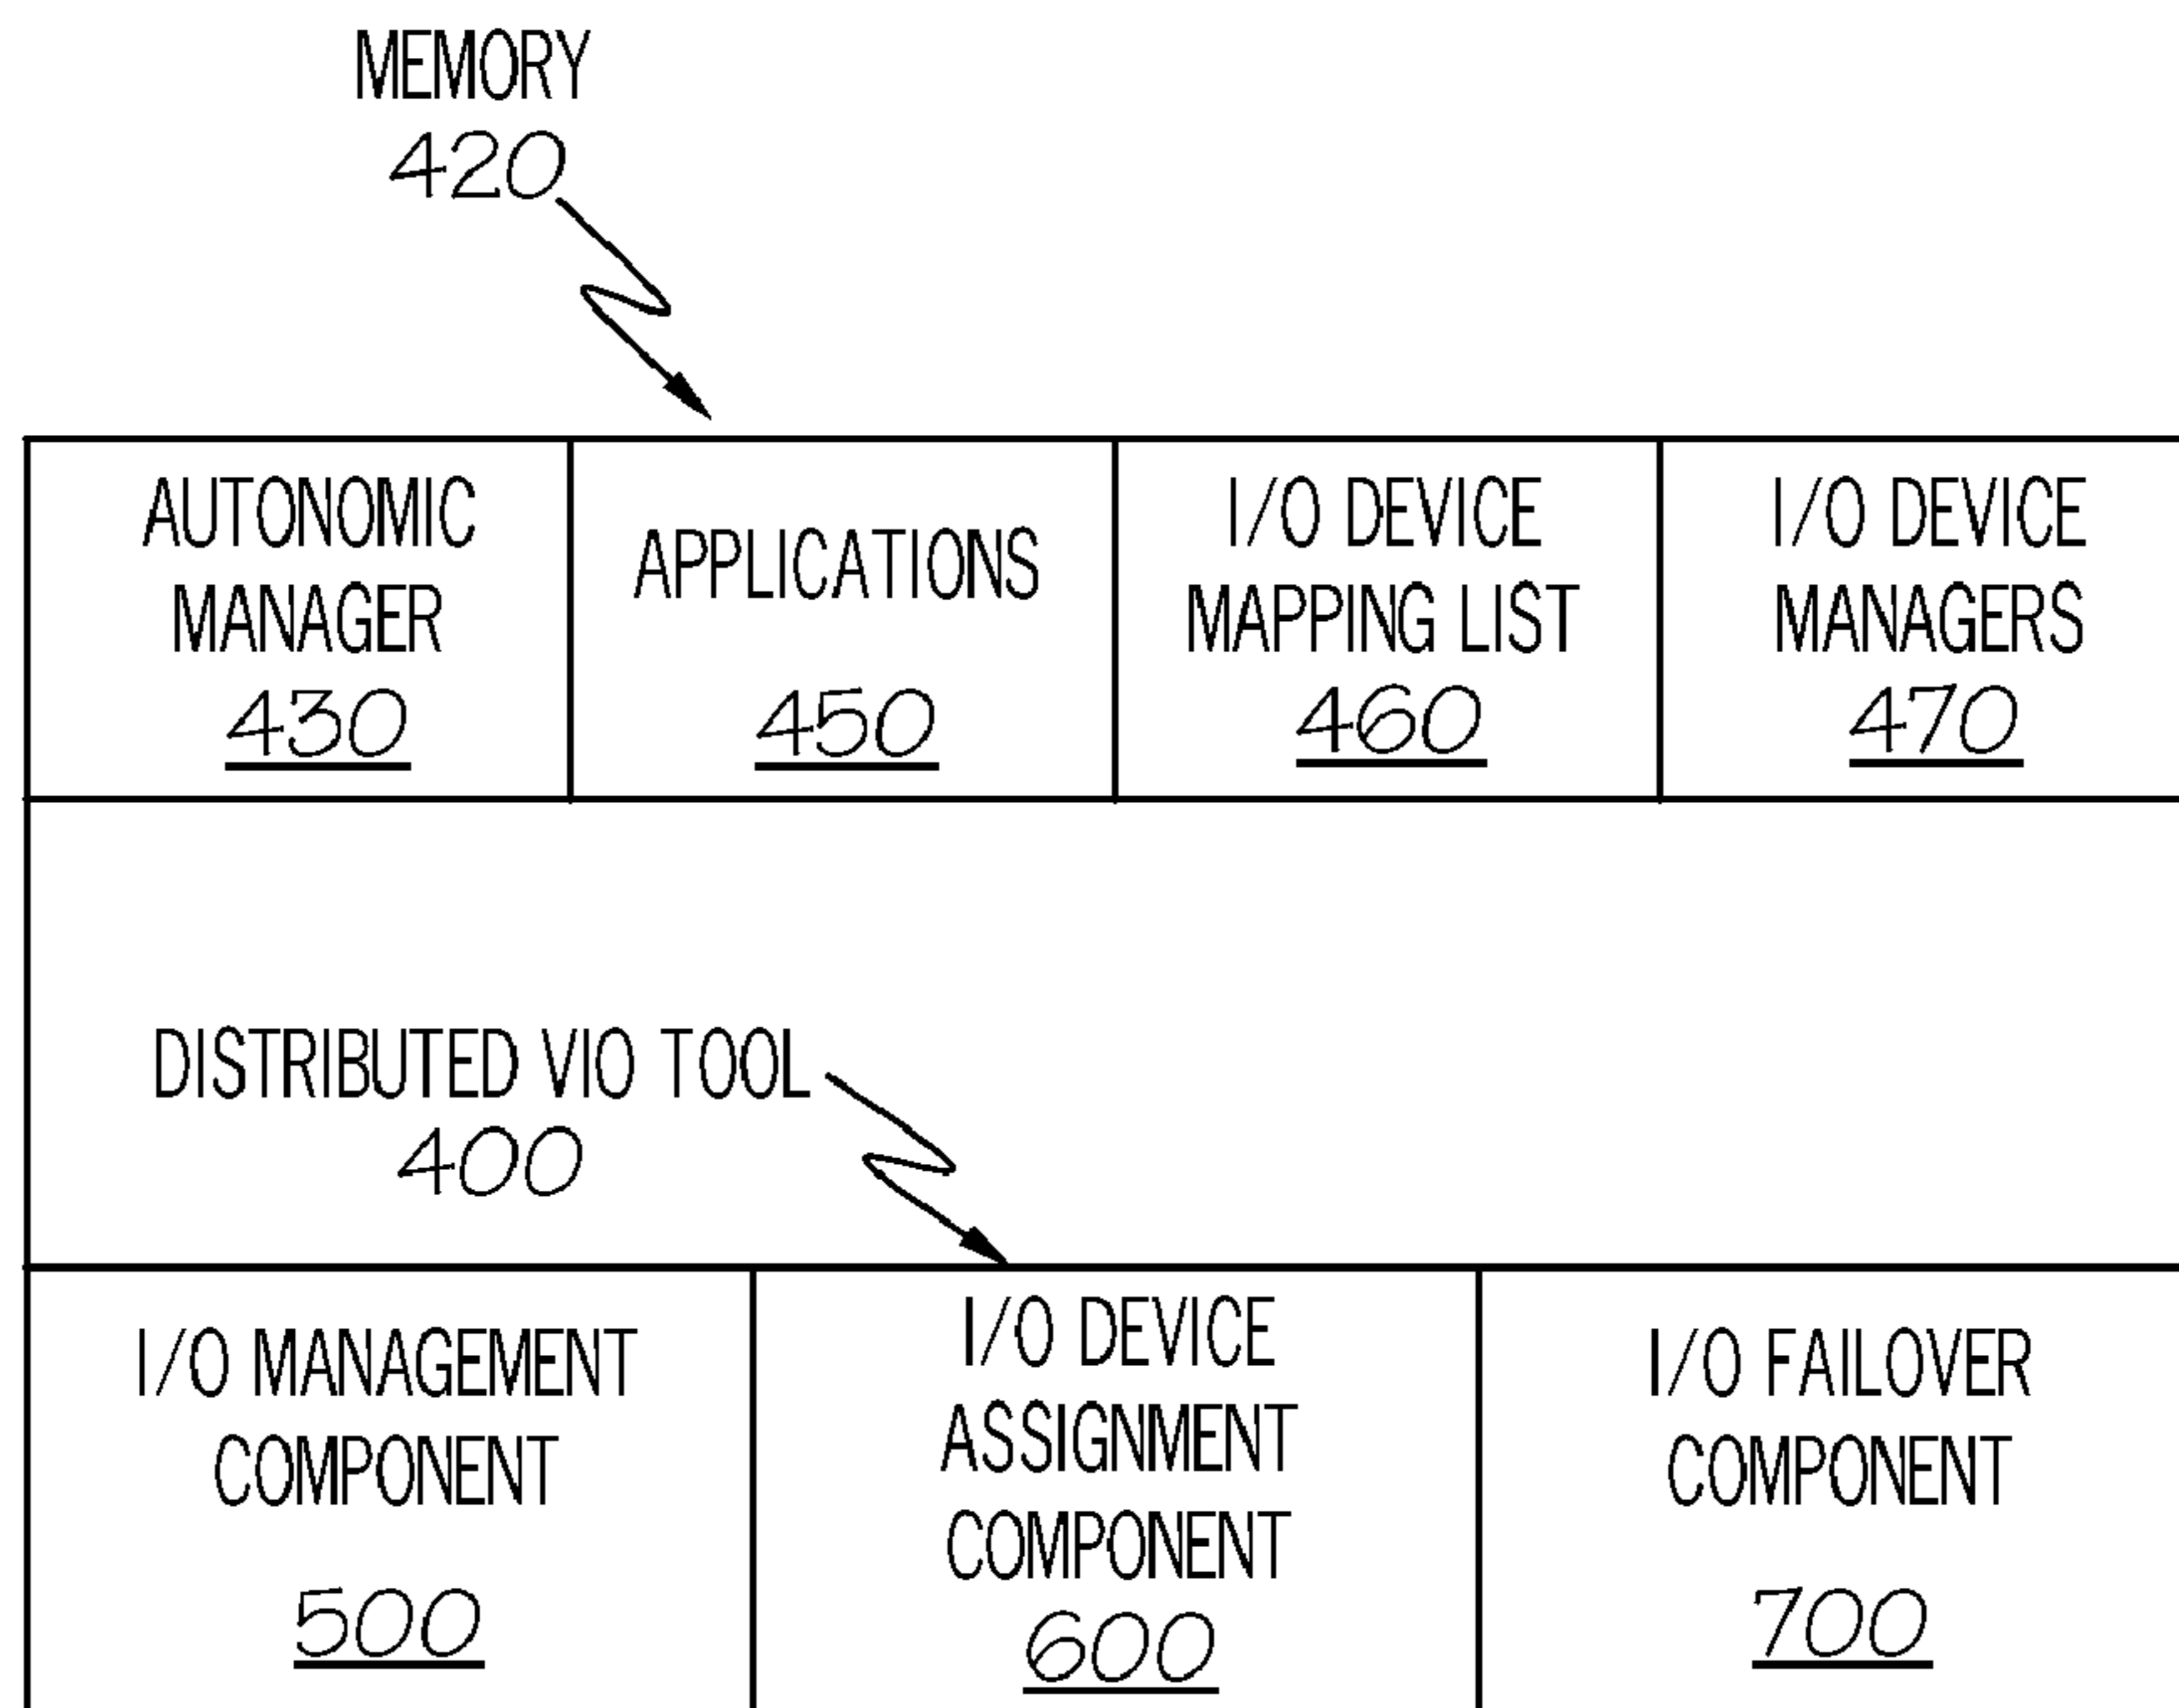 MEMORY
420
AUTONOMIC
MANAGER
430
APPLICATIONS
450
I/O DEVICE
MAPPING LIST
460
I/O DEVICE
MANAGERS
470
DISTRIBUTED VIO TOOL
400
I/O MANAGEMENT
COMPONENT
500
I/O DEVICE
ASSIGNMENT
COMPONENT
600
I/O FAILOVER
COMPONENT
700